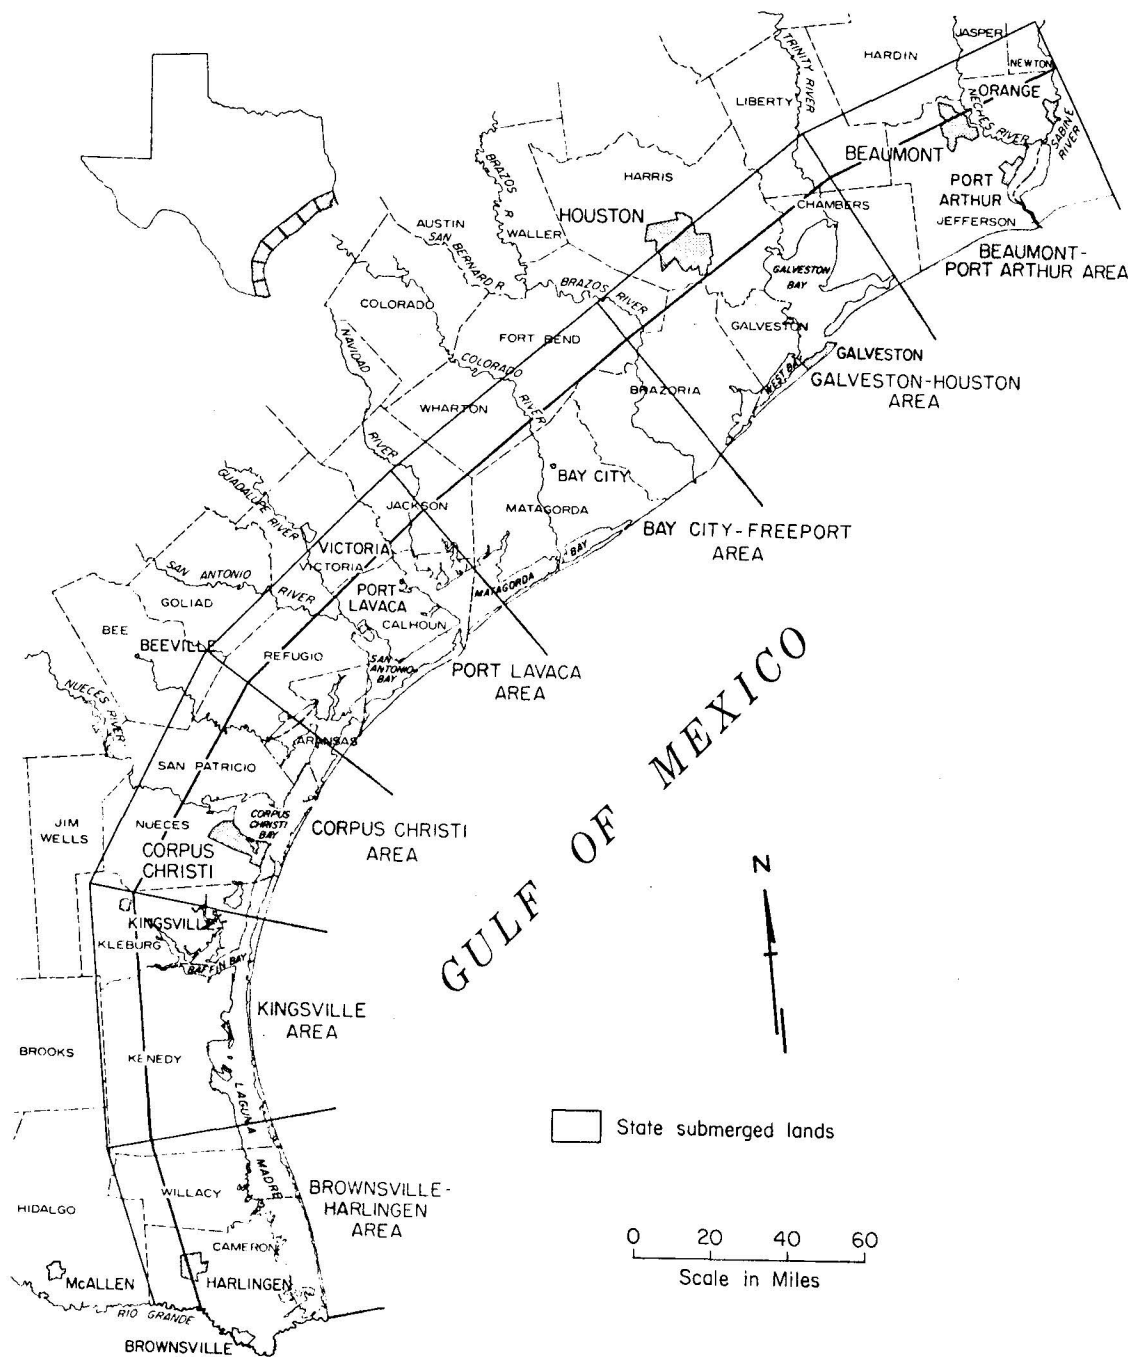 JASPER
HARDIN
NEWTON
TRINITY RIVER
LIBERTY
ORANGE
NECHES RIVER
SABINE
RIVER
BEAUMONT
BRAZOS
R.
HARRIS
PORT
ARTHUR
CHAMBERS
JEFFERSON
HOUSTON
AUSTIN
WALLER
SAN BERNARD R.
BEAUMONT-
PORT ARTHUR AREA
GALVESTON
BAY
BRAZOS RIVER
COLORADO
GALVESTON
FORT BEND
NAVIDAD
RIVER
COLORADO
RIVER
GALVESTON
WEST BAY
GALVESTON-HOUSTON
AREA
BRAZORIA
WHARTON
BAY CITY
GUADALUPE RIVER
JACKSON
MATAGORDA
BAY CITY-FREEPORT
AREA
VICTORIA
VICTORIA
MATAGORDA
BAY
SAN ANTONIO
RIVER
PORT
LAVACA
GOLIAD
CALHOUN
BEE
BEEVILLE
REFUGIO
SAN
ANTONIO
BAY
PORT LAVACA
AREA
NUECES RIVER
ARANSAS
SAN PATRICIO
GULF OF MEXICO
JIM
WELLS
NUECES
CORPUS
CHRISTI
BAY
CORPUS CHRISTI
AREA
CORPUS
CHRISTI
N
KINGSVILLE
KLEBURG
BAFFIN BAY
KINGSVILLE
AREA
BROOKS
KENEDY
LAGUNA
MADRE
State submerged lands
WILLACY
BROWNSVILLE-
HARLINGEN
AREA
HIDALGO
CAMERON
0 20 40 60
Scale in Miles
McALLEN
HARLINGEN
RIO GRANDE
BROWNSVILLE